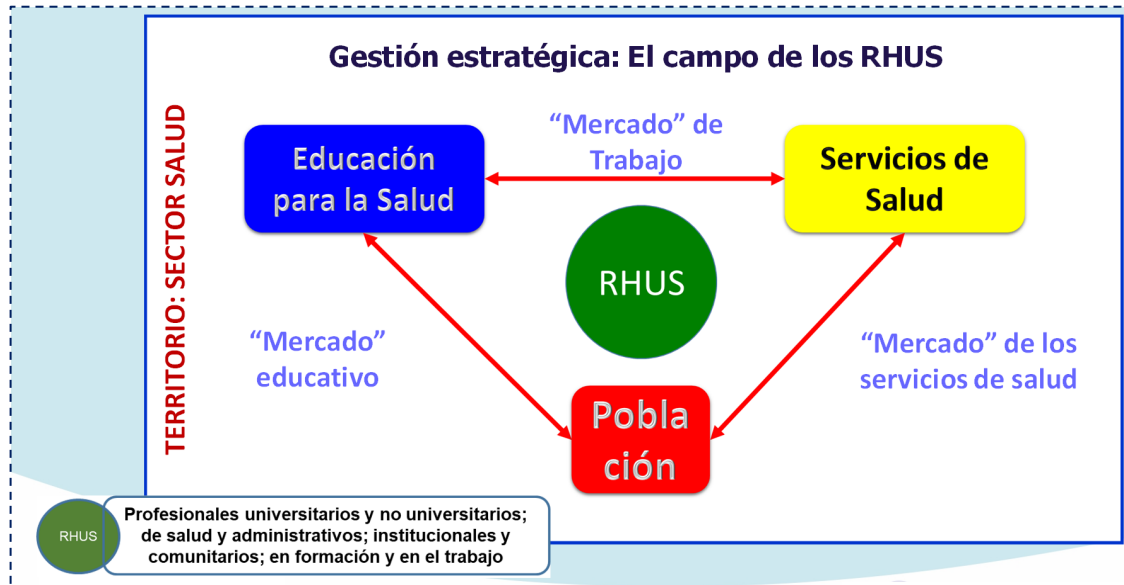 Gestión estratégica: El campo de los RHUS
TERRITORIO: SECTOR SALUD
Educación
para la Salud
“Mercado” de
Trabajo
Servicios de
Salud
RHUS
“Mercado”
educativo
“Mercado” de los
servicios de salud
Pobla
ción
RHUS
Profesionales universitarios y no universitarios;
de salud y administrativos; institucionales y
comunitarios; en formación y en el trabajo